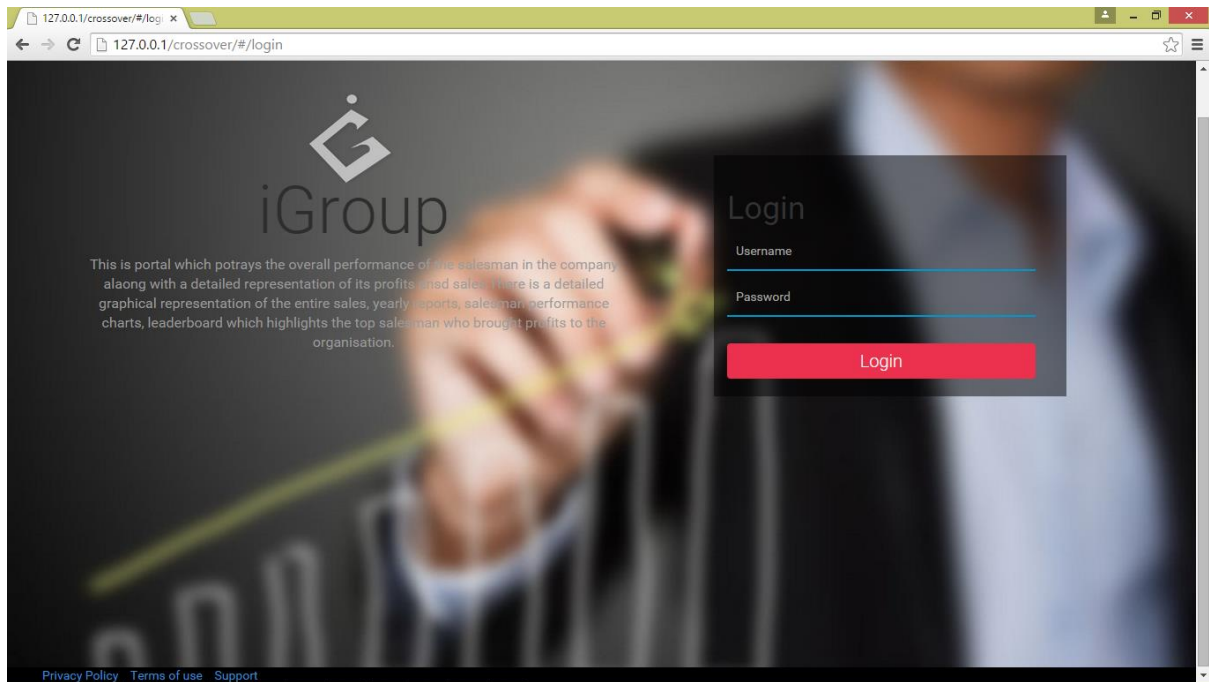 127.0.0.1/crossover/#/logi
127.0.0.1/crossover/#/login
iGroup
This is portal which potrays the overall performance of the salesman in the company
alaong with a detailed representation of its profits ansd sales. There is a detailed
graphical representation of the entire sales, yearly reports, salesman performance
charts, leaderboard which highlights the top salesman who brought profits to the
organisation.
Login
Username
Password
Login
Privacy Policy Terms of use Support